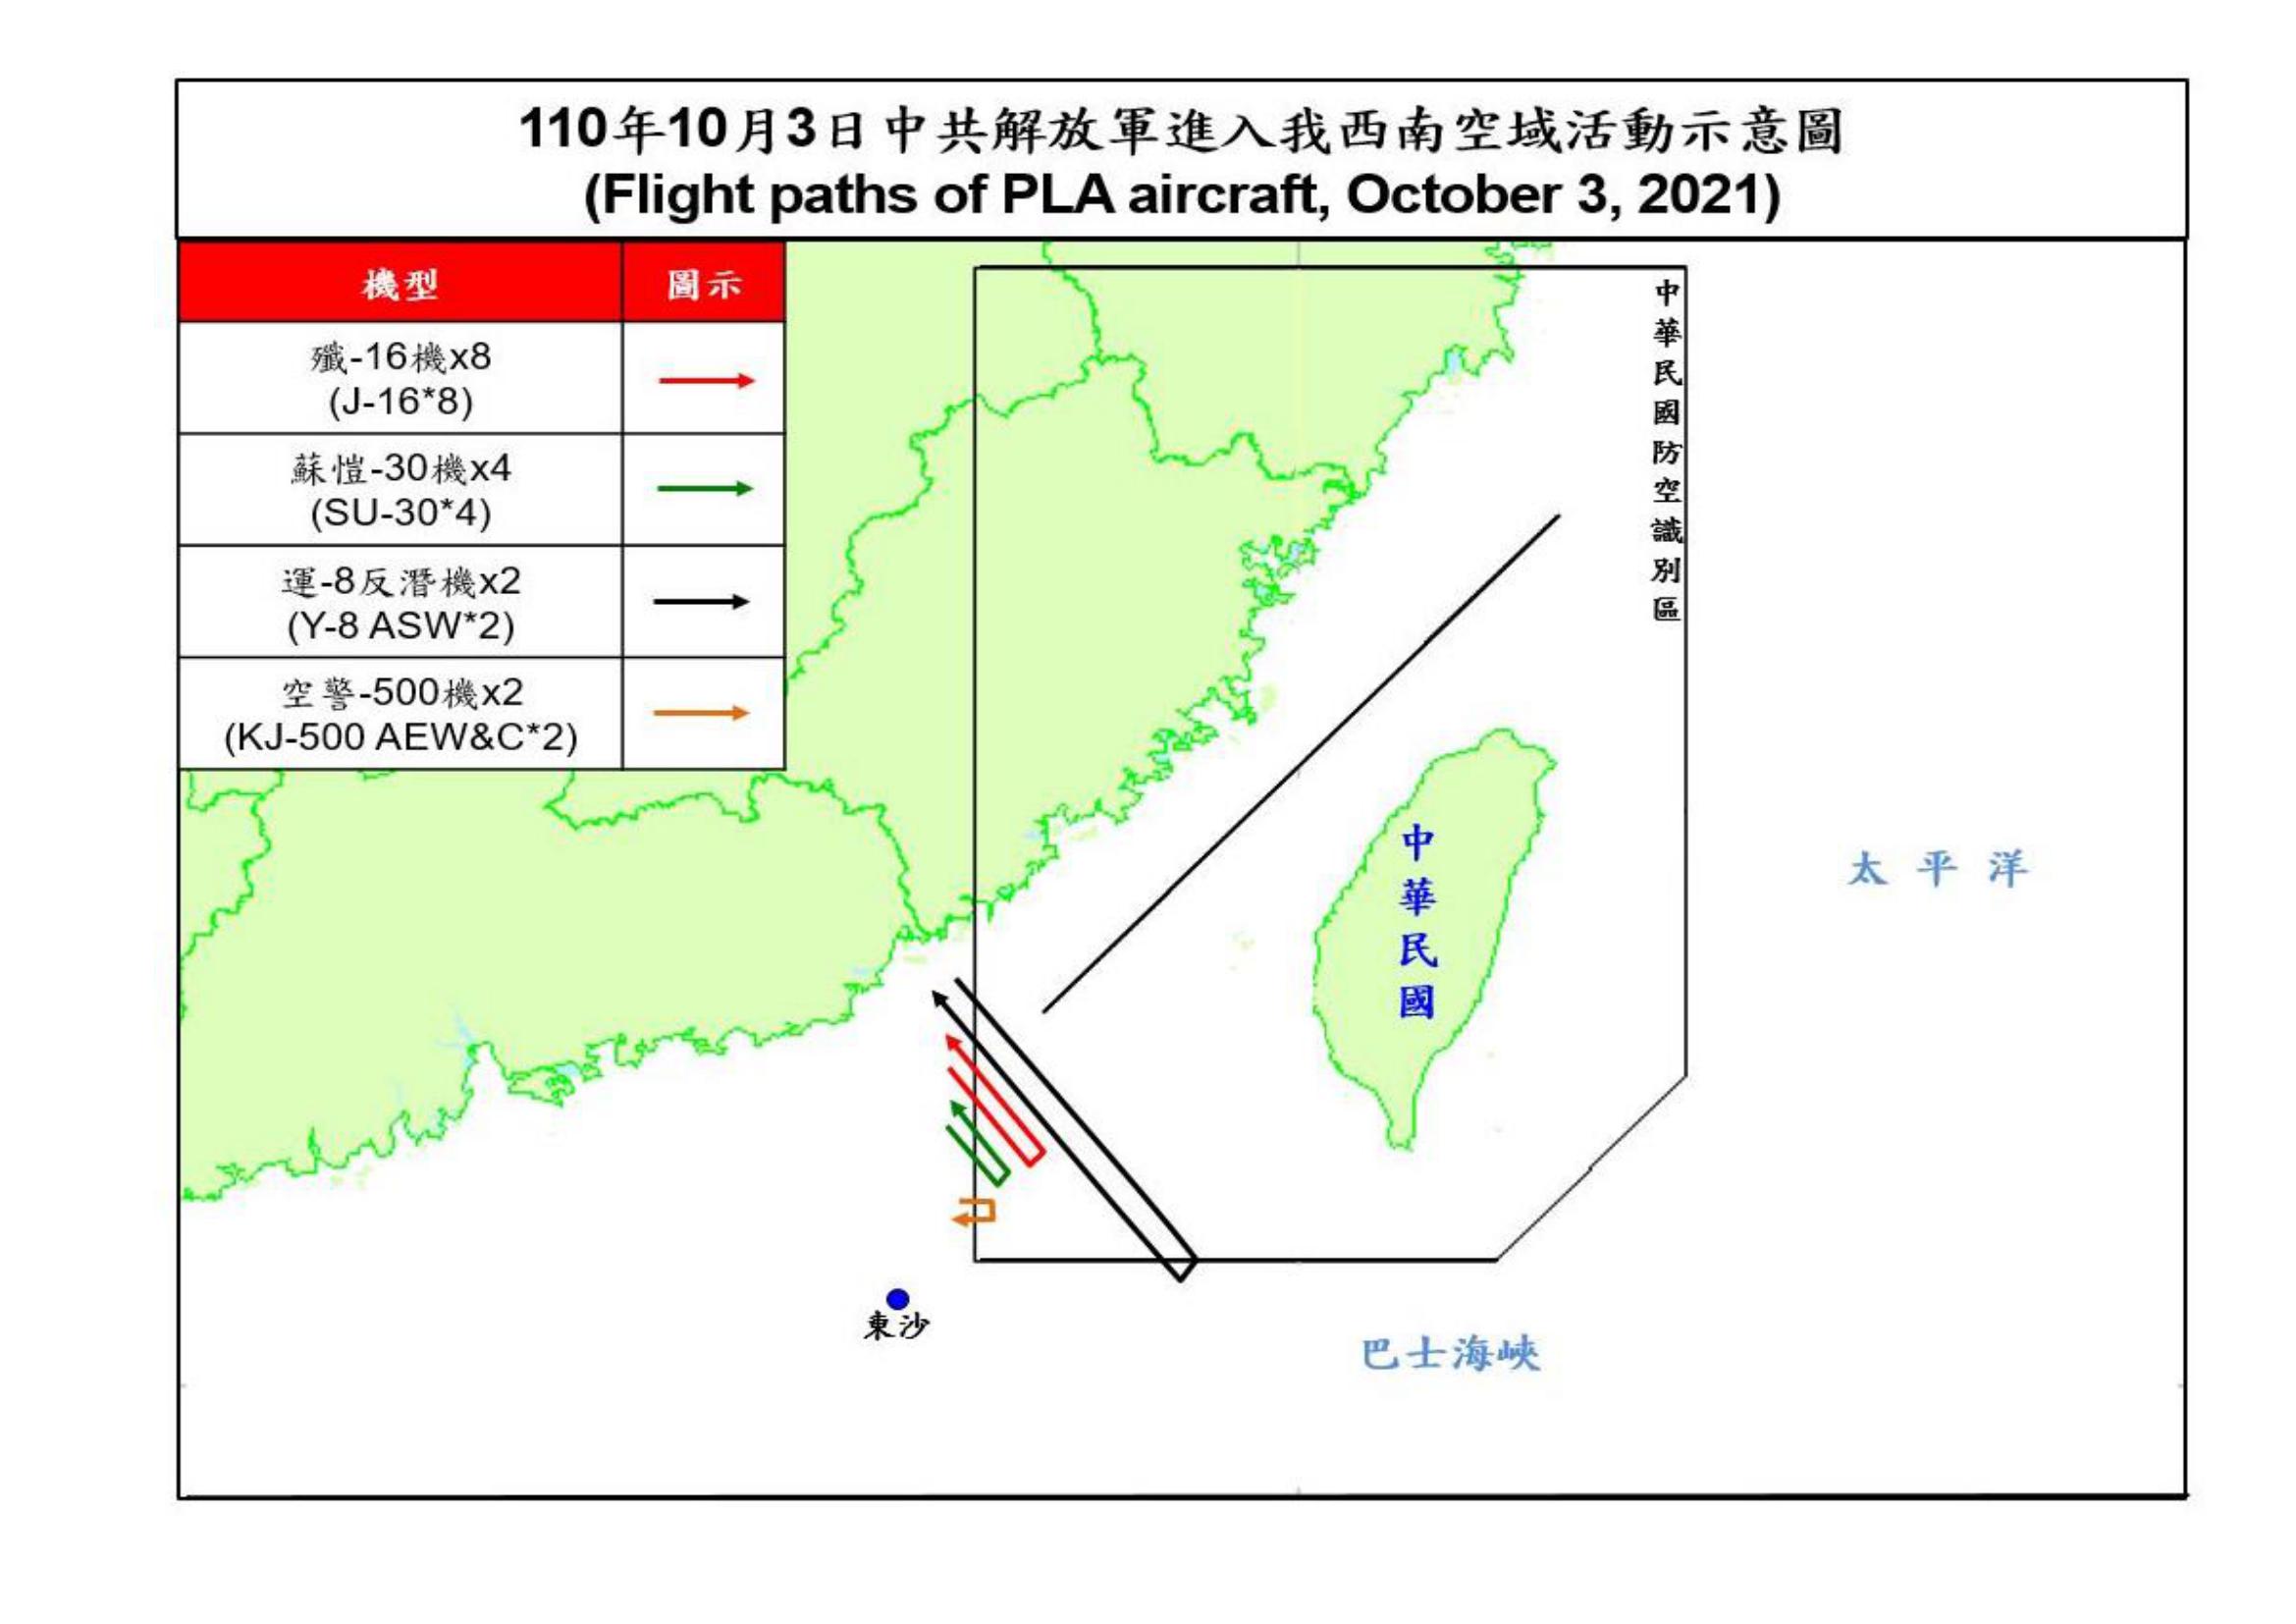 110年10月3日中共解放軍進入我西南空域活動示意圖
(Flight paths of PLA aircraft, October 3, 2021)
機型
圖示
殲-16機x8
(J-16*8)
蘇愷-30機x4
(SU-30*4)
運-8反潛機x2
(Y-8 ASW*2)
空警-500機x2
(KJ-500 AEW&C*2)
中華民國防空識別區
中華民國
太平洋
東沙
巴士海峽